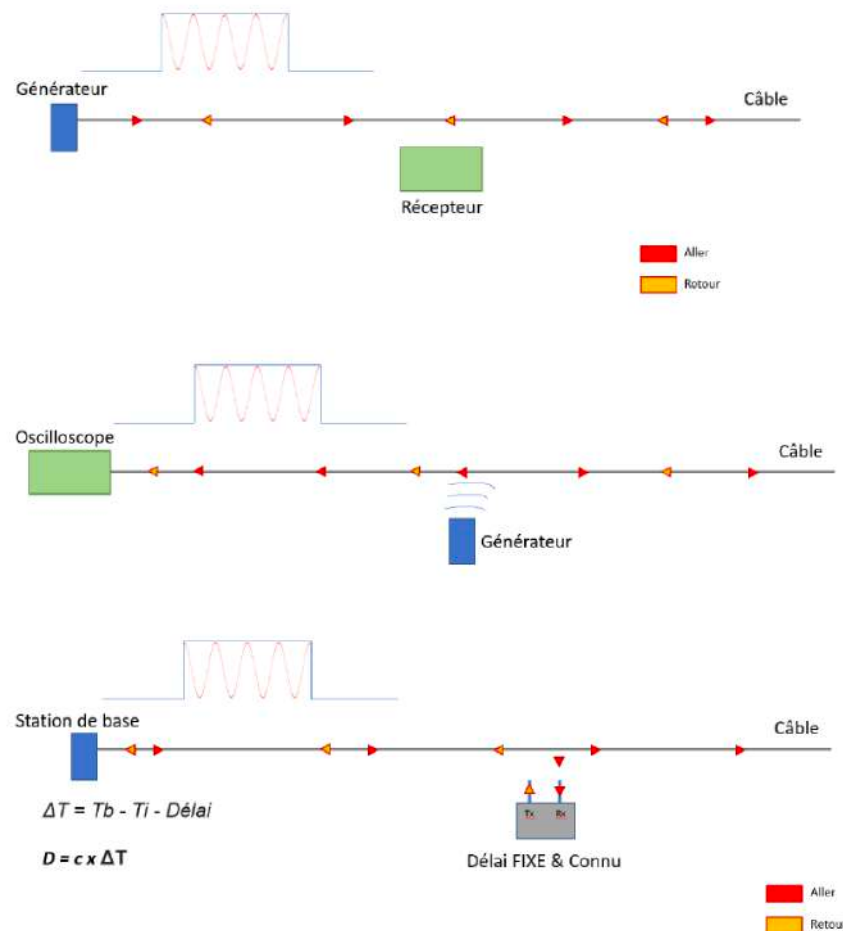 Générateur
Câble
Récepteur
Aller
Rotour
Oscilloscope
Câble
Générateur
Station de base
Câble
ΔT = Tb - Ti - Délai
Tx Rx
D = c x ΔT
Délai FIXE & Connu
Aller
Retour